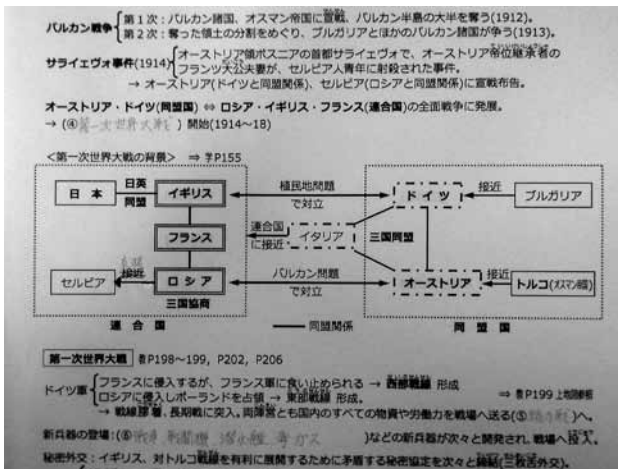 バルカン戦争
第1次：バルカン諸国、オスマン帝国に宣戦、バルカン半島の大半を奪う(1912)。
第2次：奪った領土の分割をめぐり、ブルガリアとほかのバルカン諸国が争う(1913)。
サライェヴォ事件(1914)
オーストリア領ボスニアの首都サライェヴォで、オーストリア帝位継承者の
フランツ大公夫妻が、セルビア人青年に射殺された事件。
→ オーストリア(ドイツと同盟関係)、セルビア(ロシアと同盟関係)に宣戦布告。
オーストリア・ドイツ(同盟国) ⇔ ロシア・イギリス・フランス(連合国)の全面戦争に発展。
→ (④第一次世界大戦) 開始(1914～18)
<第一次世界大戦の背景> ⇒ P155
日本 日英 同盟 イギリス 植民地問題 で対立 ドイツ 接近 ブルガリア
フランス 連合国 に接近 イタリア 三国同盟
セルビア 接近 ロシア バルカン問題 で対立 オーストリア 接近 トルコ(オスマン帝国)
三国協商
連合国 同盟関係 同盟国
第一次世界大戦 P198～199, P202, P206
ドイツ軍
フランスに侵入するが、フランス軍に食い止められる → 西部戦線 形成
ロシアに侵入しポーランドを占領 → 東部戦線 形成。 ⇒ P199
→ 戦線膠着、長期戦に突入。両陣営とも国内のすべての物資や労働力を戦場へ送る(⑤ )へ。
新兵器の登場：(⑥戦車 戦闘機 潜水艦 毒ガス )などの新兵器が次々と開発され、戦場へ投入。
秘密外交：イギリス、対トルコ戦線を有利に展開するために矛盾する秘密協定を次々と締結(三枚舌外交)。